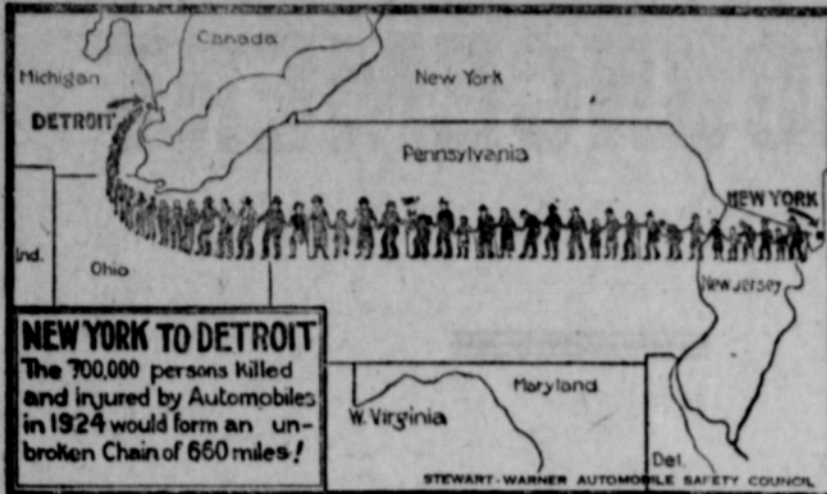 Canada
Michigan
New York
DETROIT
Pennsylvania
NEW YORK
Ind.
Ohio
New Jersey
NEW YORK TO DETROIT
The 700,000 persons killed
and injured by Automobiles
in 1924 would form an un-
broken Chain of 660 miles!
Maryland
W. Virginia
Del.
STEWART-WARNER AUTOMOBILE SAFETY COUNCIL